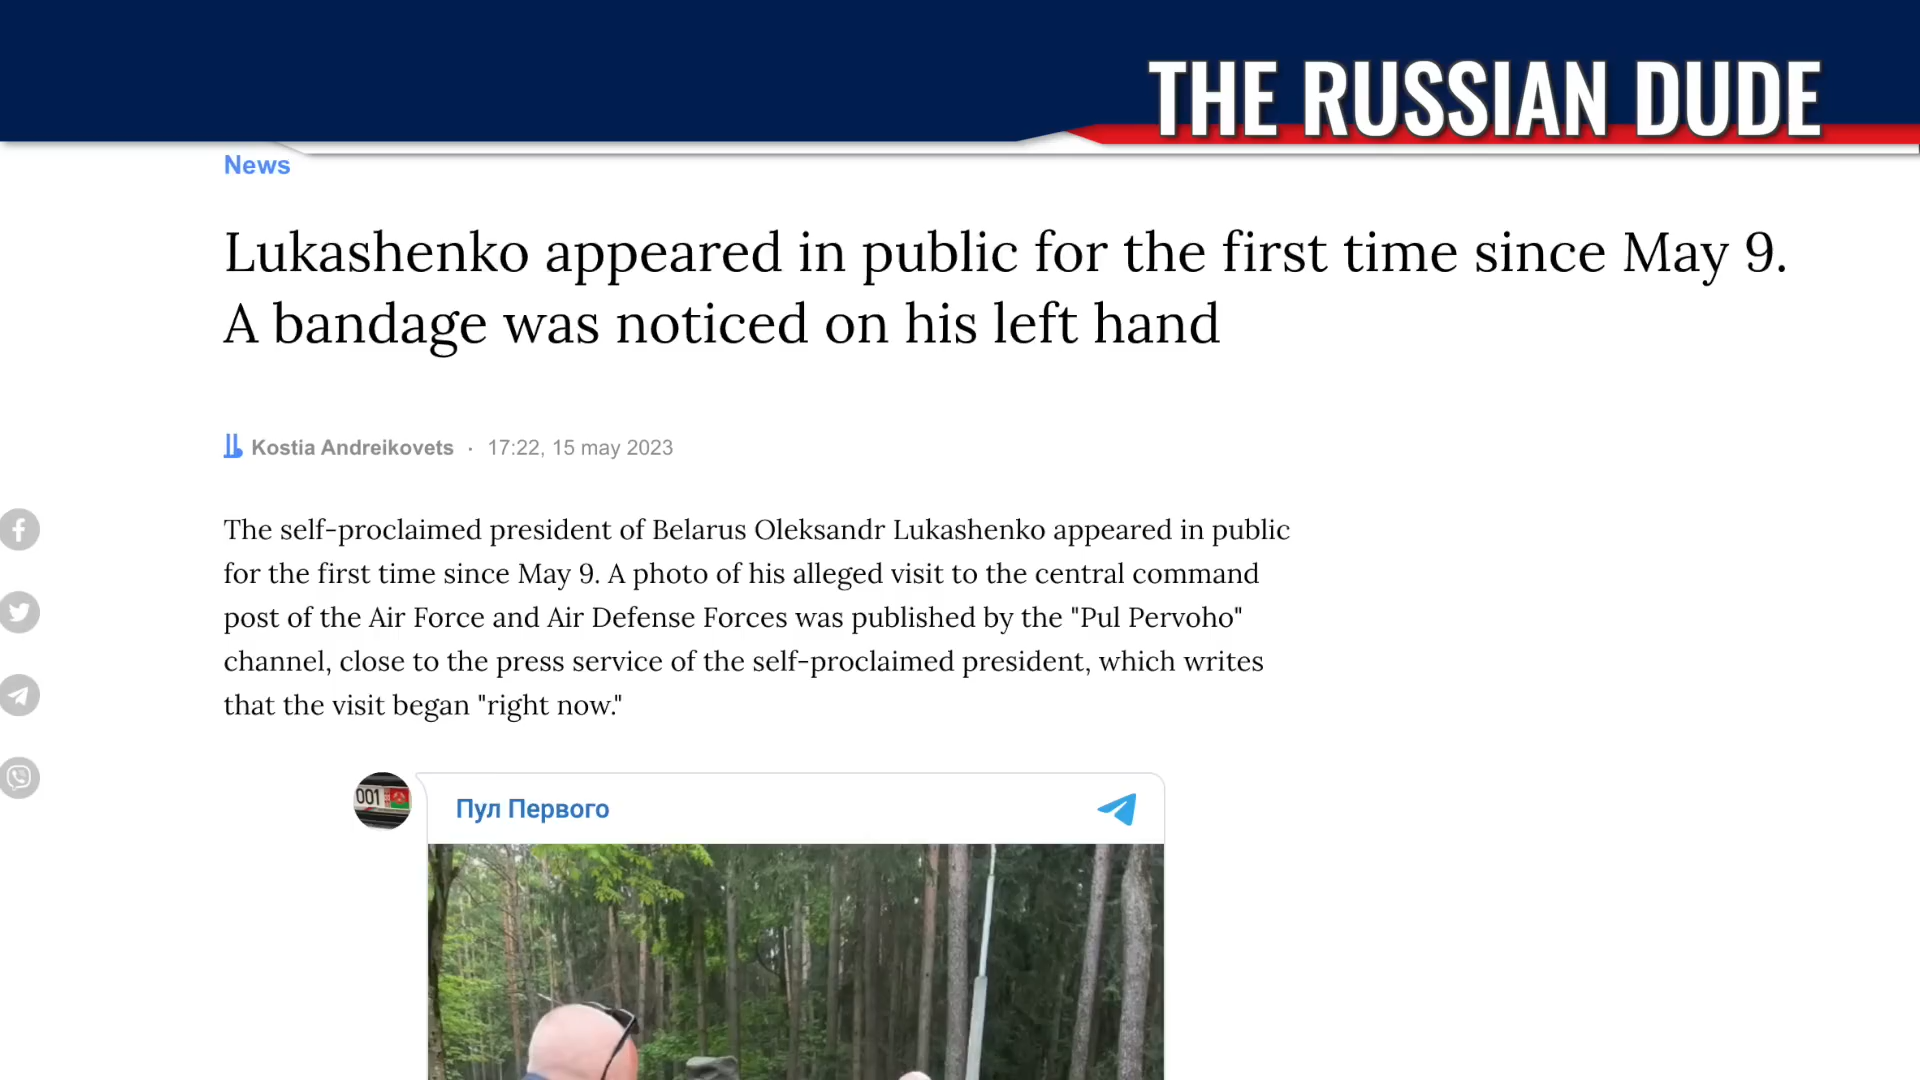 THE RUSSIAN DUDE
News
Lukashenko appeared in public for the first time since May 9.
A bandage was noticed on his left hand
Kostia Andreikovets · 17:22, 15 may 2023
The self-proclaimed president of Belarus Oleksandr Lukashenko appeared in public
for the first time since May 9. A photo of his alleged visit to the central command
post of the Air Force and Air Defense Forces was published by the "Pul Pervoho"
channel, close to the press service of the self-proclaimed president, which writes
that the visit began "right now."
001
Пул Первого